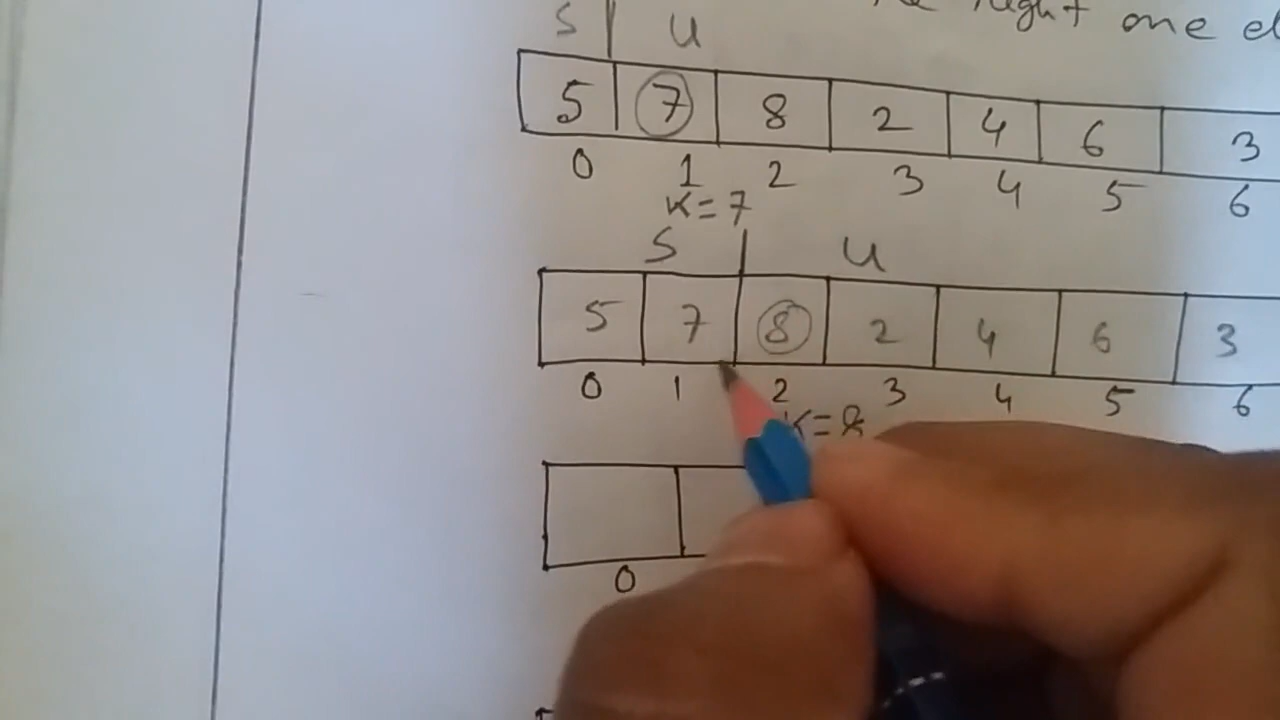 right one
S | U
5 7 8 2 4 6 3
0 1 2 3 4 5 6
K=7
S | U
5 7 8 2 4 6 3
0 1 2 3 4 5 6
K=8
0